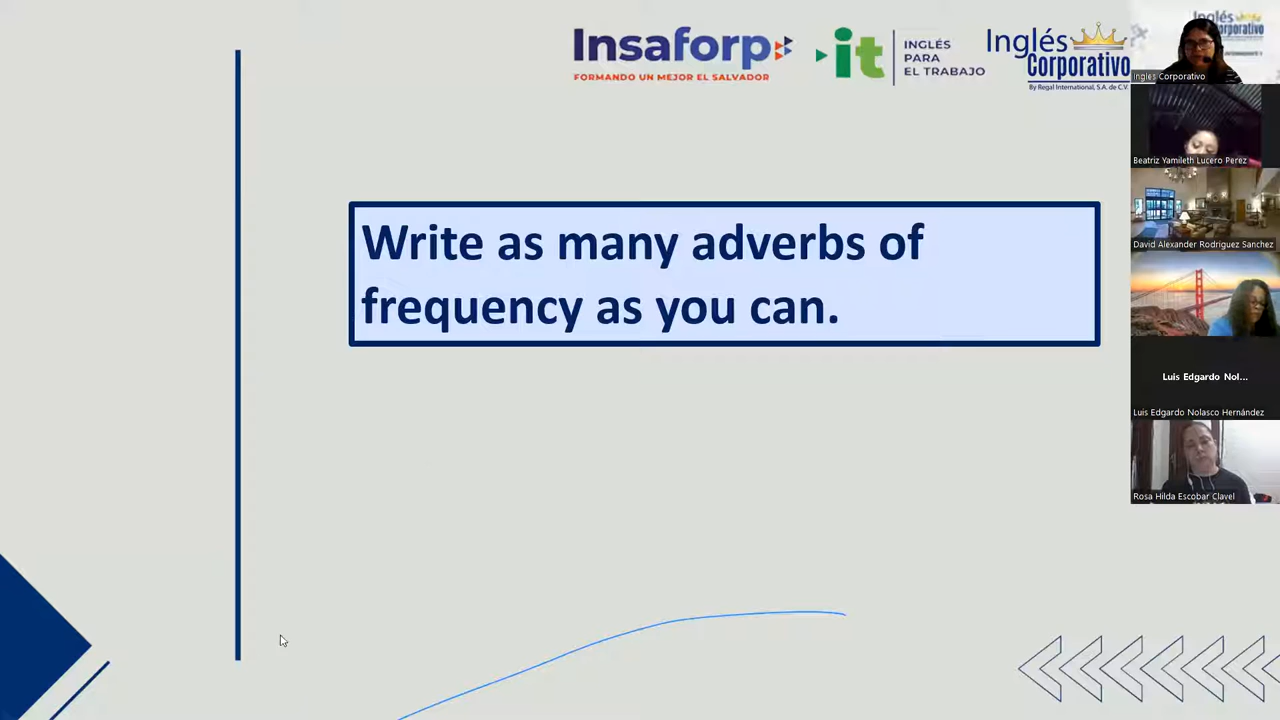 Insaforp
FORMANDO UN MEJOR EL SALVADOR
it
INGLÉS
PARA
EL TRABAJO
Inglés
Corporativo
By Regal International, S.A. de C.V.
Write as many adverbs of
frequency as you can.
Inglés Corporativo
Beatriz Yamileth Lucero Perez
David Alexander Rodriguez Sanchez
Luis Edgardo Nol...
Luis Edgardo Nolasco Hernández
Rosa Hilda Escobar Clavel